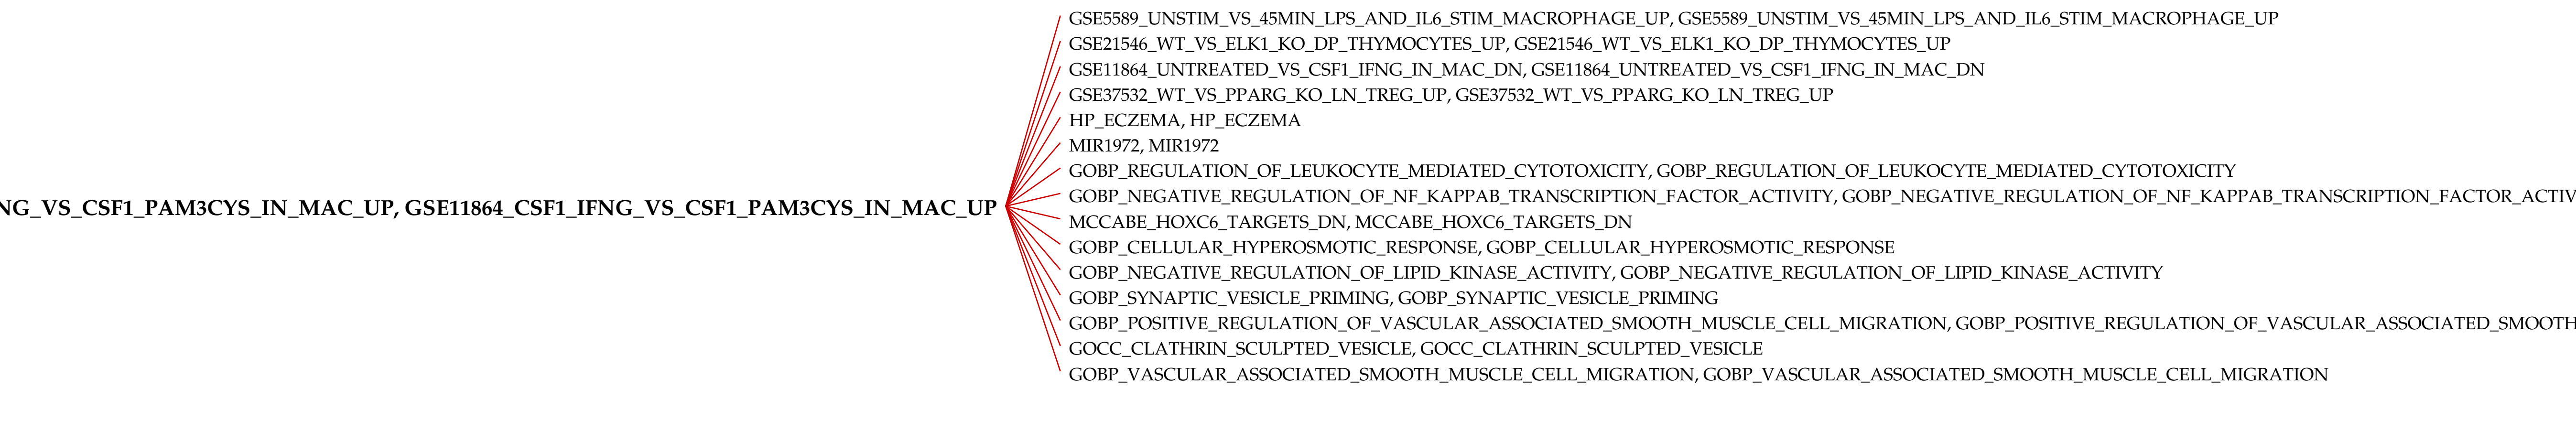 GSE5589_UNSTIM_VS_45MIN_LPS_AND_IL6_STIM_MACROPHAGE_UP, GSE5589_UNSTIM_VS_45MIN_LPS_AND_IL6_STIM_MACROPHAGE_UP
GSE21546_WT_VS_ELK1_KO_DP_THYMOCYTES_UP, GSE21546_WT_VS_ELK1_KO_DP_THYMOCYTES_UP
GSE11864_UNTREATED_VS_CSF1_IFNG_IN_MAC_DN, GSE11864_UNTREATED_VS_CSF1_IFNG_IN_MAC_DN
GSE37532_WT_VS_PPARG_KO_LN_TREG_UP, GSE37532_WT_VS_PPARG_KO_LN_TREG_UP
HP_ECZEMA, HP_ECZEMA
MIR1972, MIR1972
GOBP_REGULATION_OF_LEUKOCYTE_MEDIATED_CYTOTOXICITY, GOBP_REGULATION_OF_LEUKOCYTE_MEDIATED_CYTOTOXICITY
GOBP_NEGATIVE_REGULATION_OF_NF_KAPPAB_TRANSCRIPTION_FACTOR_ACTIVITY, GOBP_NEGATIVE_REGULATION_OF_NF_KAPPAB_TRANSCRIPTION_FACTOR_ACTIV
NG_VS_CSF1_PAM3CYS_IN_MAC_UP, GSE11864_CSF1_IFNG_VS_CSF1_PAM3CYS_IN_MAC_UP
MCCABE_HOXC6_TARGETS_DN, MCCABE_HOXC6_TARGETS_DN
GOBP_CELLULAR_HYPEROSMOTIC_RESPONSE, GOBP_CELLULAR_HYPEROSMOTIC_RESPONSE
GOBP_NEGATIVE_REGULATION_OF_LIPID_KINASE_ACTIVITY, GOBP_NEGATIVE_REGULATION_OF_LIPID_KINASE_ACTIVITY
GOBP_SYNAPTIC_VESICLE_PRIMING, GOBP_SYNAPTIC_VESICLE_PRIMING
GOBP_POSITIVE_REGULATION_OF_VASCULAR_ASSOCIATED_SMOOTH_MUSCLE_CELL_MIGRATION, GOBP_POSITIVE_REGULATION_OF_VASCULAR_ASSOCIATED_SMOOTH
GOCC_CLATHRIN_SCULPTED_VESICLE, GOCC_CLATHRIN_SCULPTED_VESICLE
GOBP_VASCULAR_ASSOCIATED_SMOOTH_MUSCLE_CELL_MIGRATION, GOBP_VASCULAR_ASSOCIATED_SMOOTH_MUSCLE_CELL_MIGRATION